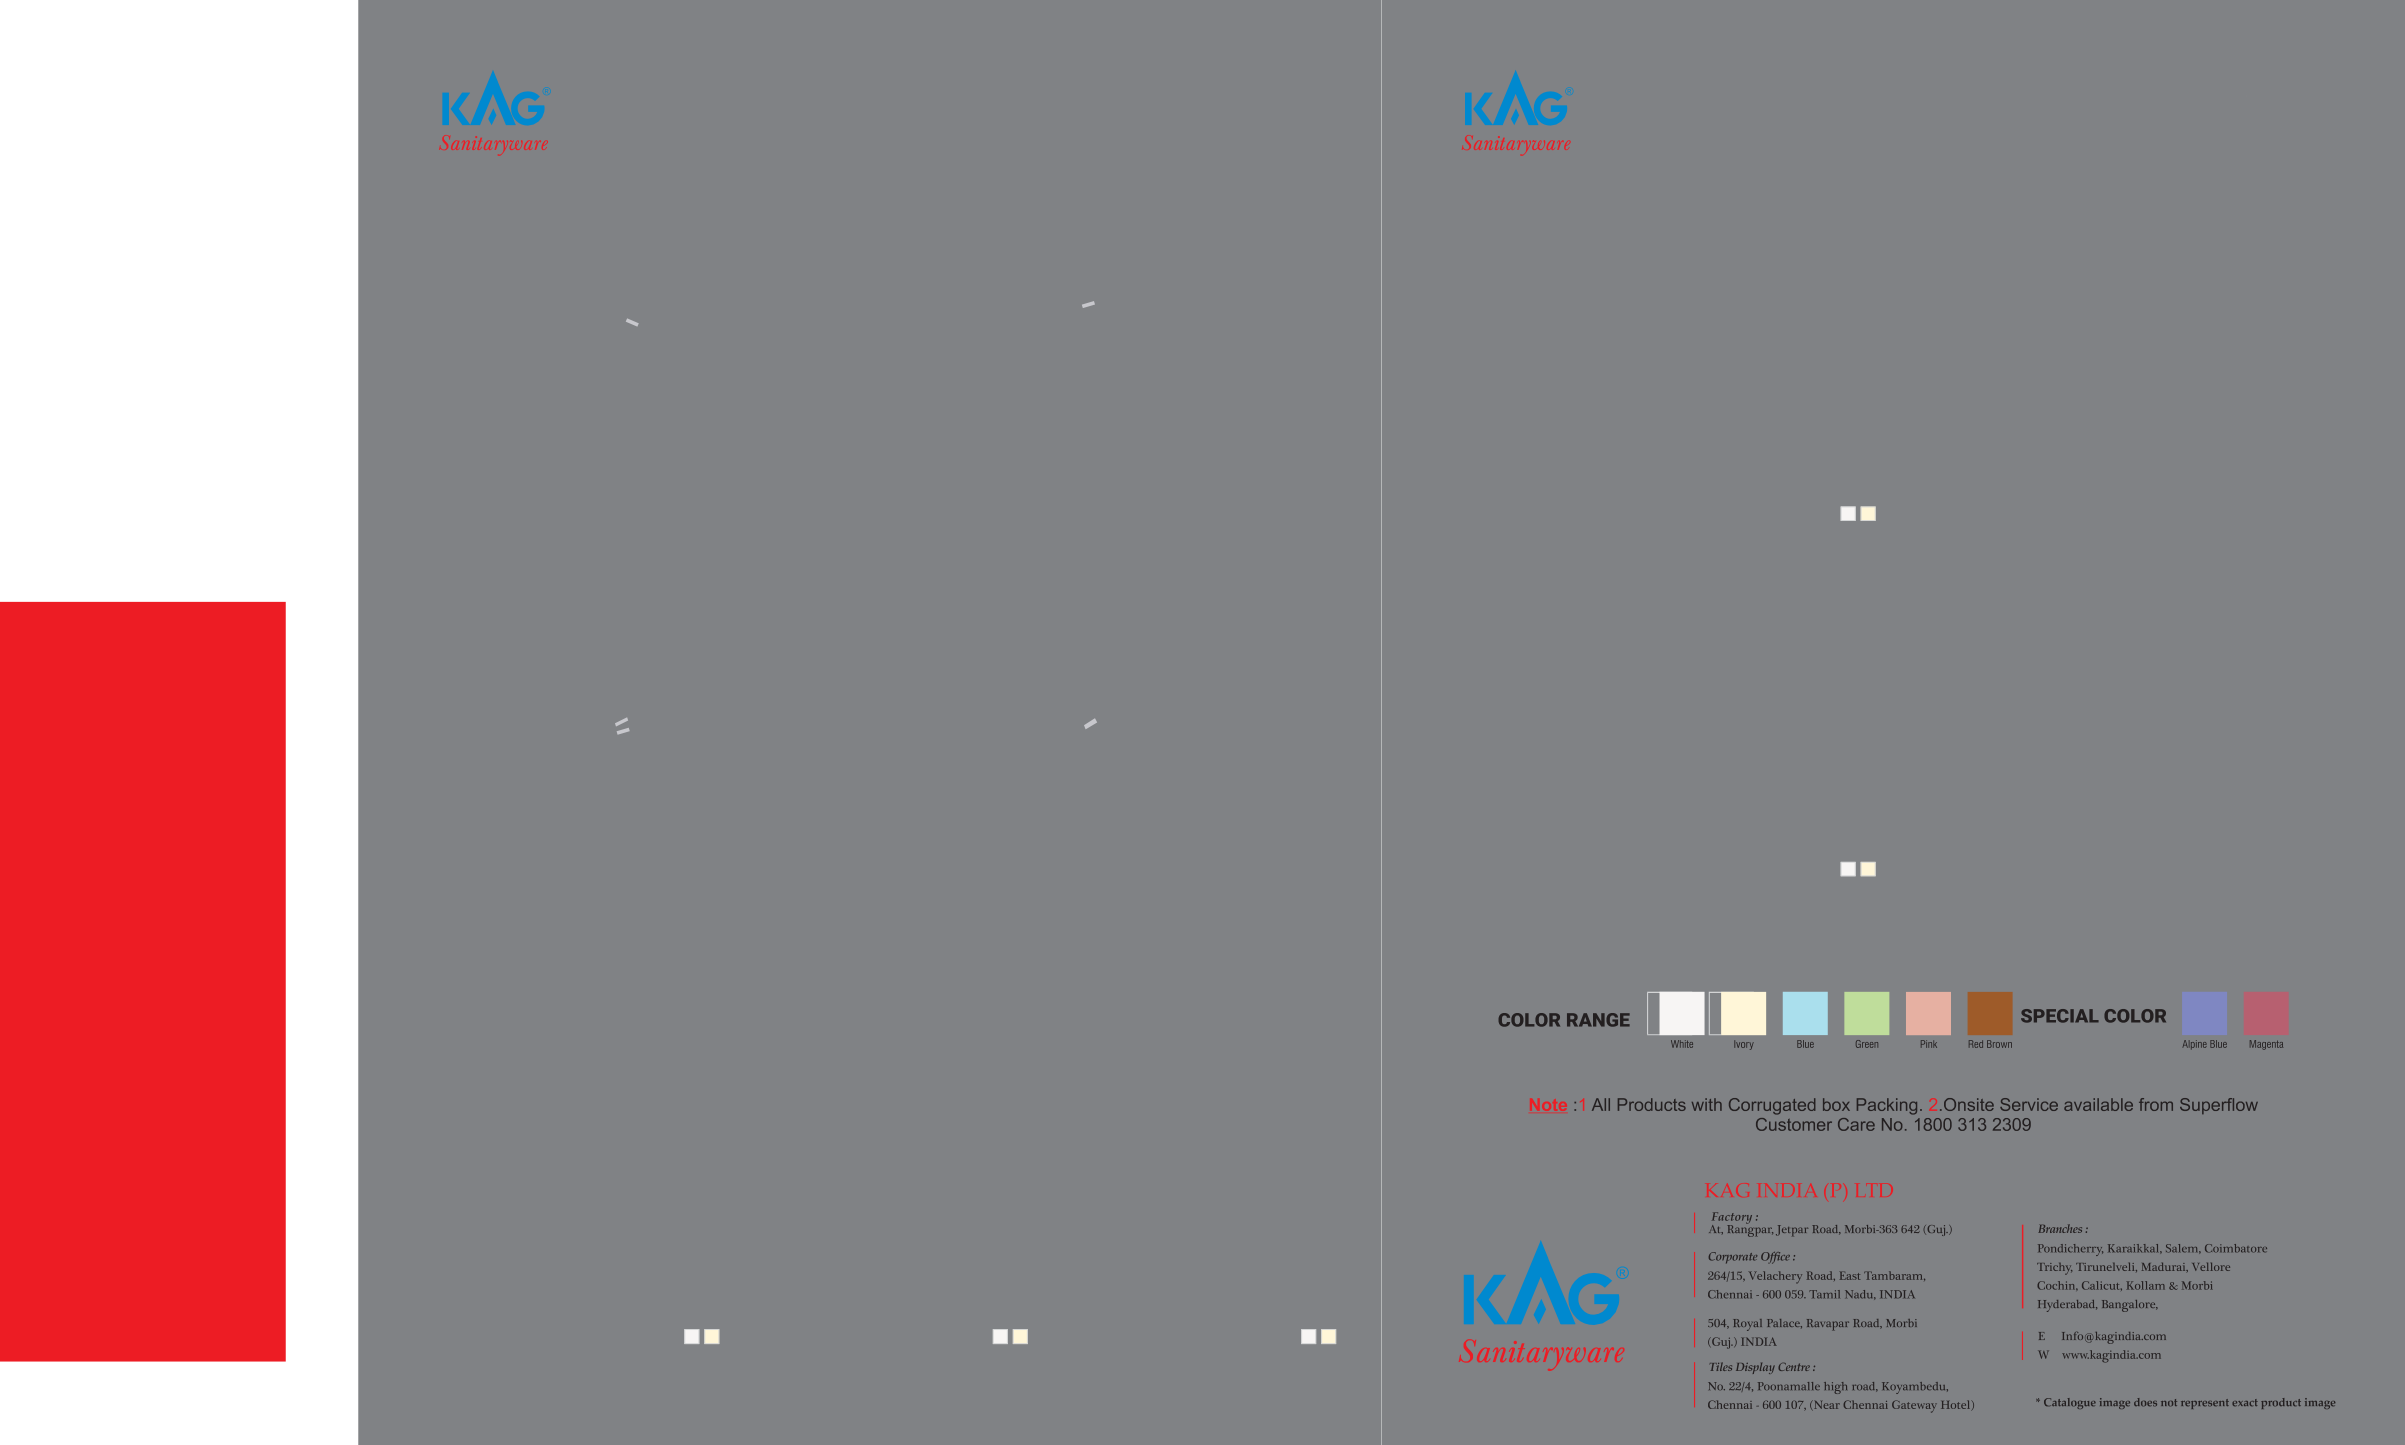 KAG®
Sanitaryware
KAG®
Sanitaryware
COLOR RANGE
White
Ivory
Blue
Green
Pink
Red Brown
SPECIAL COLOR
Alpine Blue
Magenta
Note :1 All Products with Corrugated box Packing. 2.Onsite Service available from Superflow
Customer Care No. 1800 313 2309
KAG®
Sanitaryware
KAG INDIA (P) LTD
Factory :
At, Rangpar, Jetpar Road, Morbi-363 642 (Guj.)
Corporate Office :
264/15, Velachery Road, East Tambaram,
Chennai - 600 059. Tamil Nadu, INDIA
504, Royal Palace, Ravapar Road, Morbi
(Guj.) INDIA
Tiles Display Centre :
No. 22/4, Poonamalle high road, Koyambedu,
Chennai - 600 107, (Near Chennai Gateway Hotel)
Branches :
Pondicherry, Karaikkal, Salem, Coimbatore
Trichy, Tirunelveli, Madurai, Vellore
Cochin, Calicut, Kollam & Morbi
Hyderabad, Bangalore,
E Info@kagindia.com
W www.kagindia.com
* Catalogue image does not represent exact product image